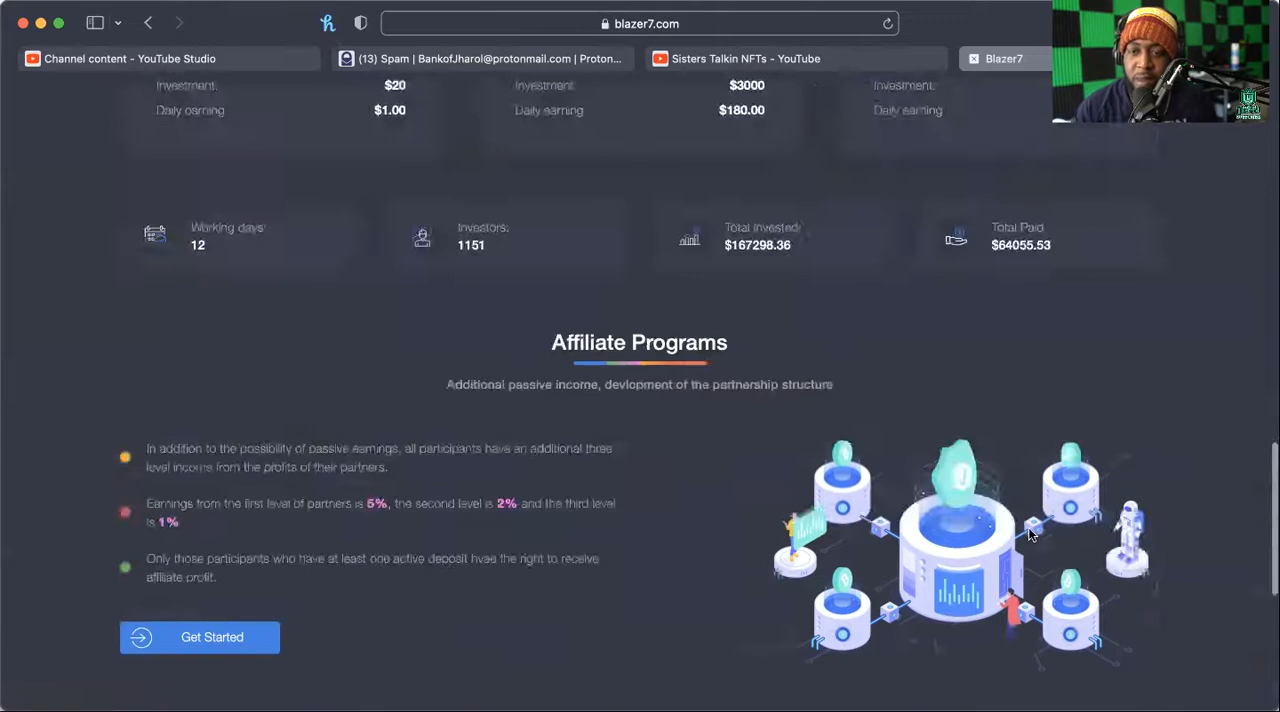 blazer7.com
Channel content - YouTube Studio
(13) Spam | BankofJharol@protonmail.com | Proton...
Sisters Talkin NFTs - YouTube
Blazer7
Investment: $20
Investment: $3000
Investment:
Daily earning $1.00
Daily earning $180.00
Daily earning
Working days:
12
Investors:
1151
Total Invested:
$167298.36
Total Paid
$64055.53
Affiliate Programs
Additional passive income, devlopment of the partnership structure
In addition to the possibility of passive earnings, all participants have an additional three
level income from the profits of their partners.
Earnings from the first level of partners is 5%, the second level is 2% and the third level
is 1%
Only those participants who have at least one active deposit hvae the right to receive
affiliate profit.
Get Started